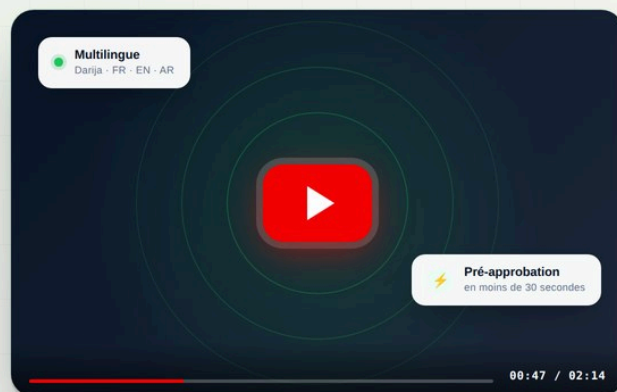 Multilingue
Darija · FR · EN · AR
Pré-approbation
en moins de 30 secondes
00:47 / 02:14